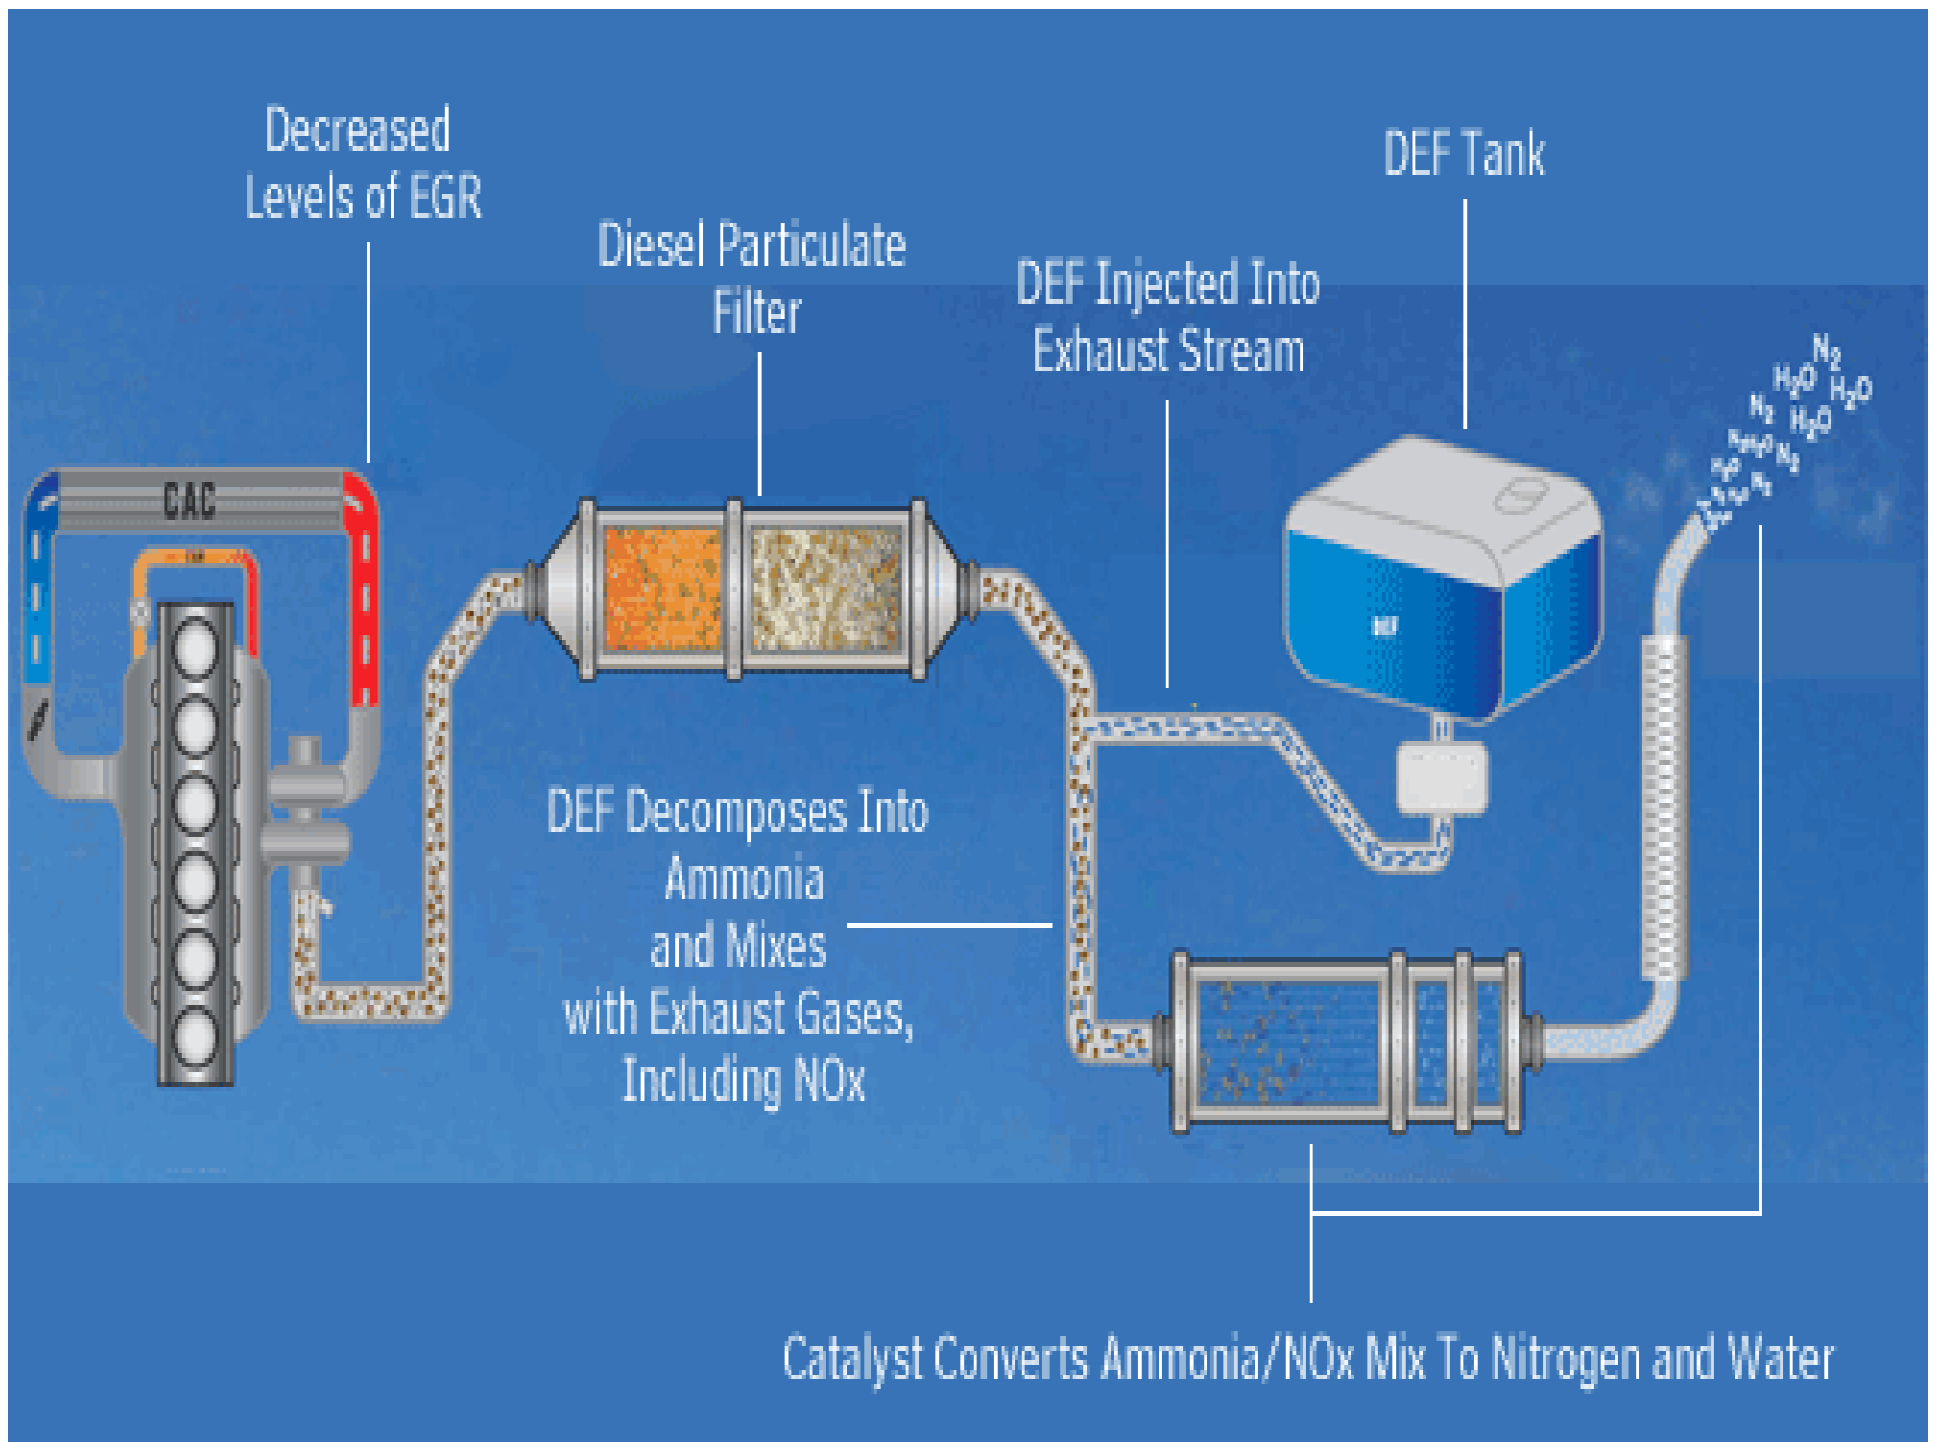 Decreased
Levels of EGR
Diesel Particulate
Filter
DEF Injected Into
Exhaust Stream
DEF Tank
N2
H2O
H2O
N2
H2O
N2
CAC
DEF
DEF Decomposes Into
Ammonia
and Mixes
with Exhaust Gases,
Including NOx
Catalyst Converts Ammonia/NOx Mix To Nitrogen and Water